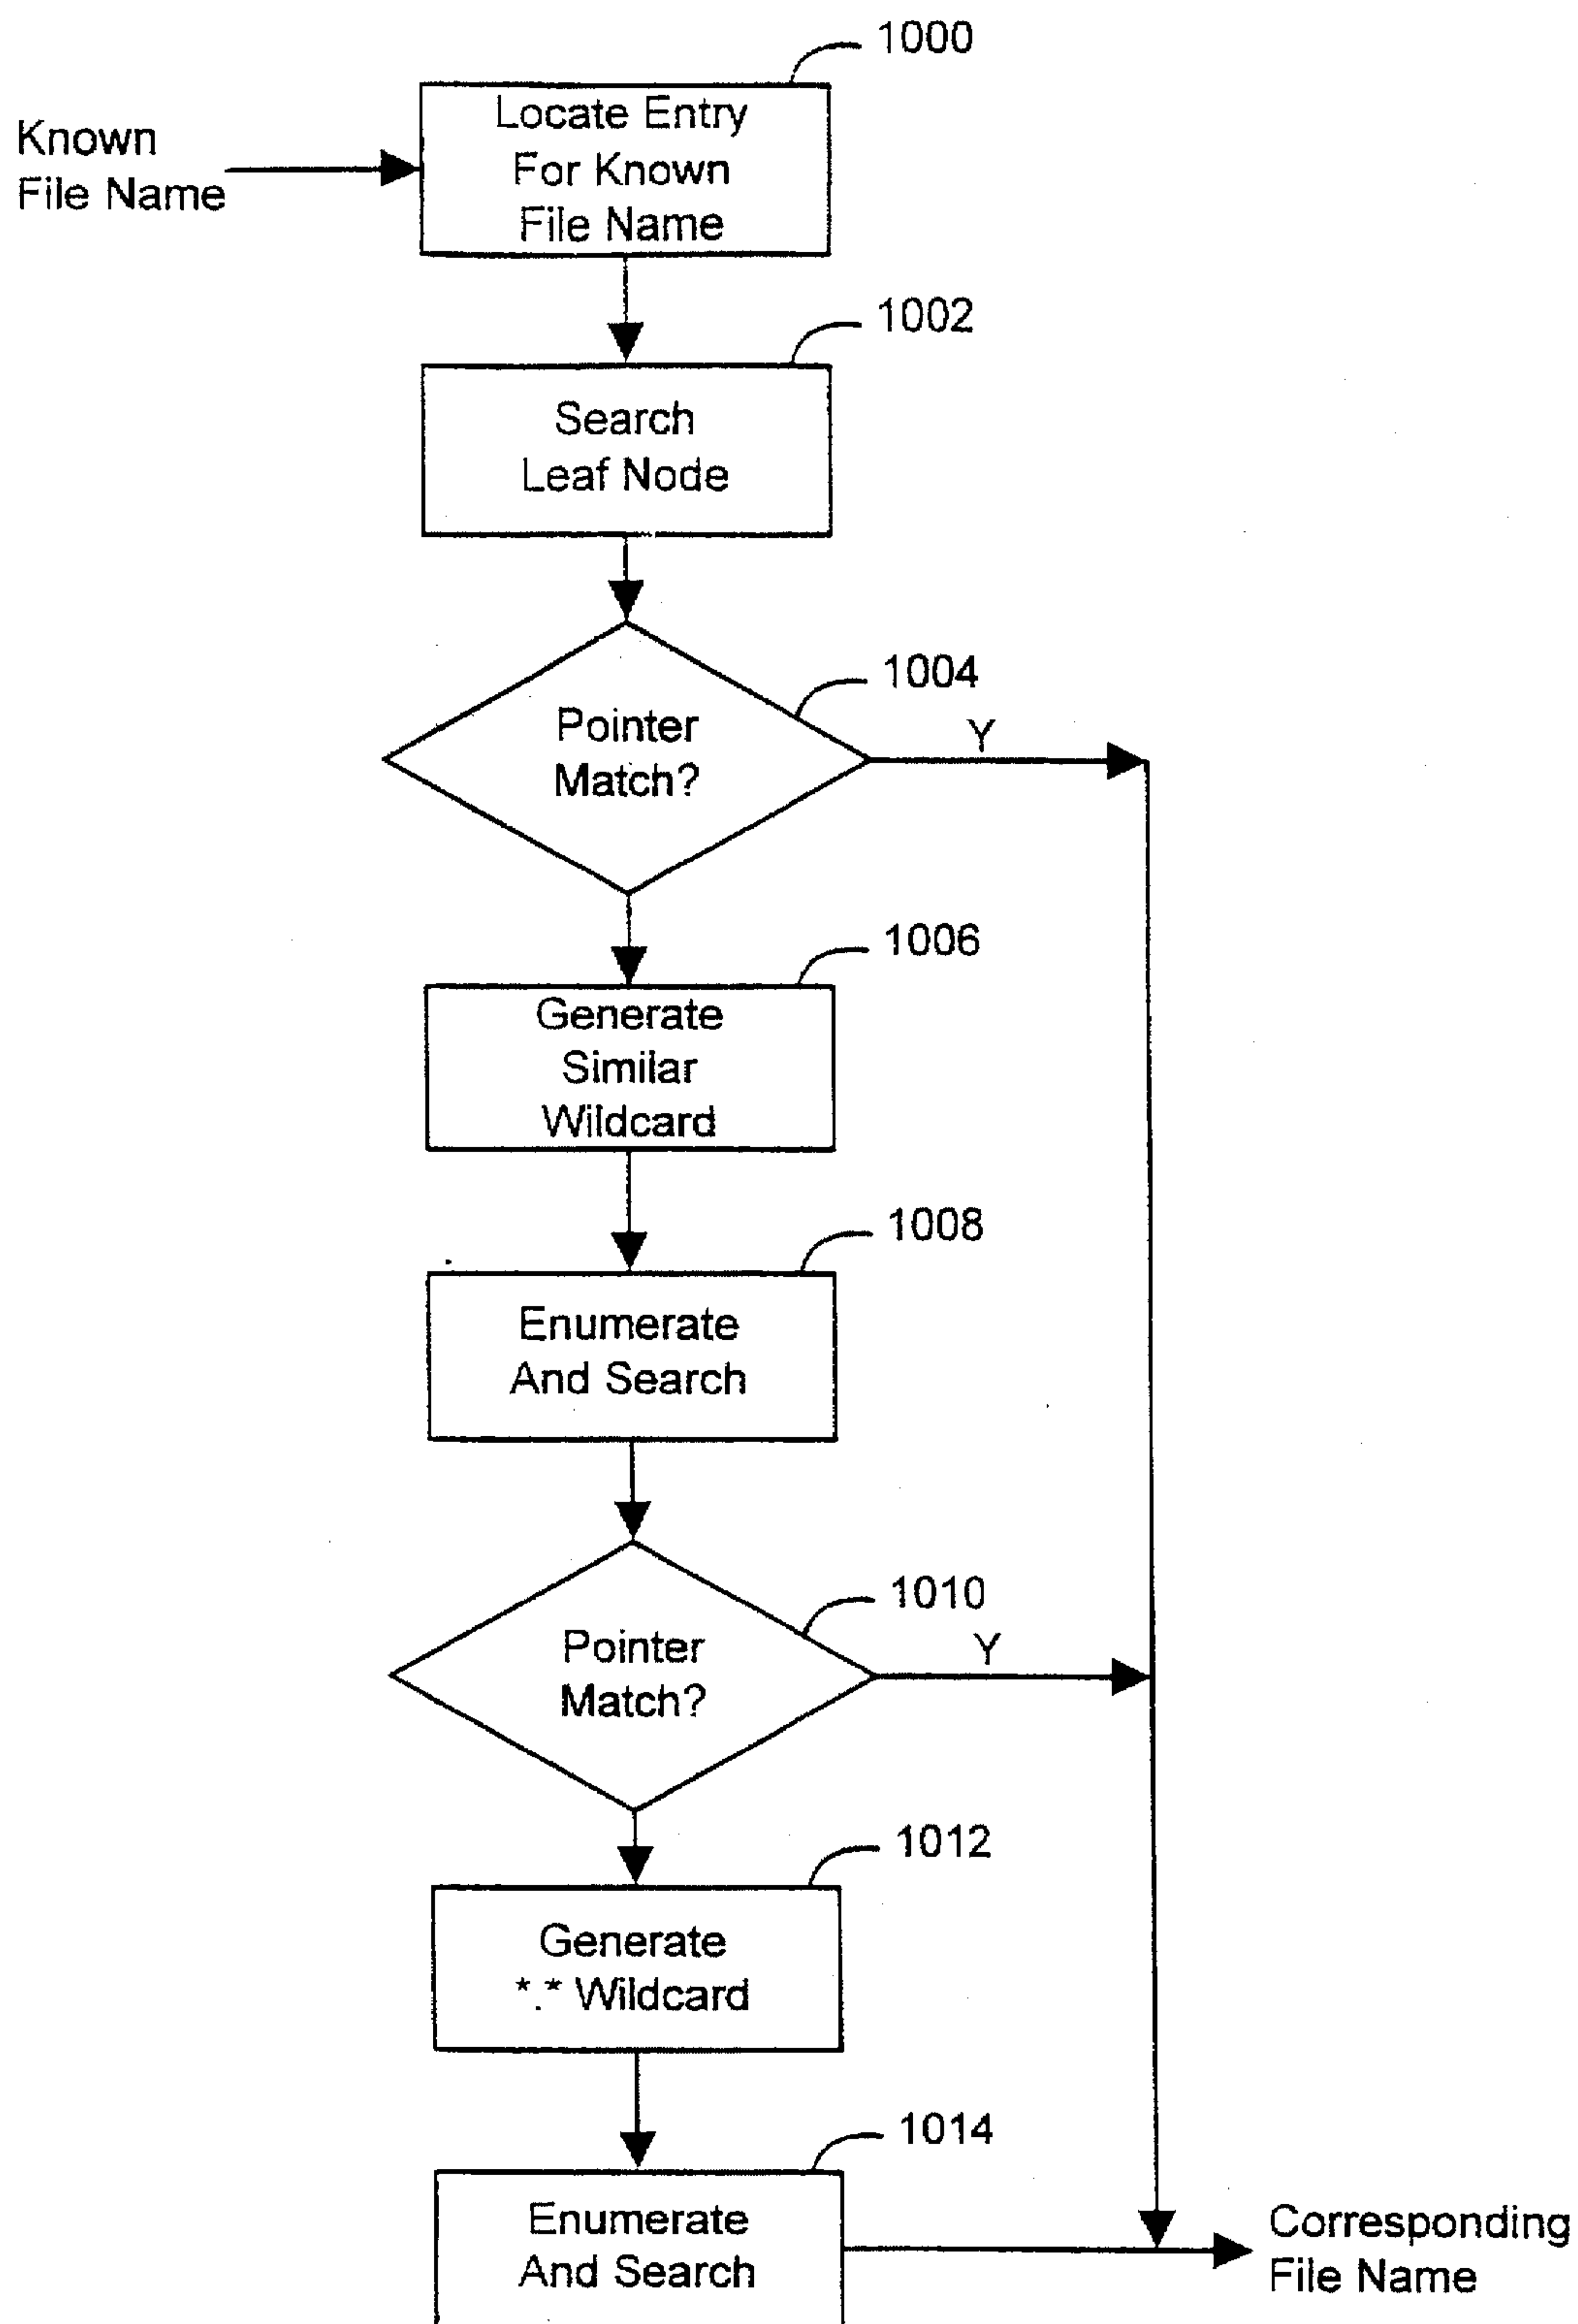 1000
Known
File Name
Locate Entry
For Known
File Name
1002
Search
Leaf Node
1004
Pointer
Match?
Y
1006
Generate
Similar
Wildcard
1008
Enumerate
And Search
1010
Pointer
Match?
Y
1012
Generate
*.* Wildcard
1014
Enumerate
And Search
Corresponding
File Name